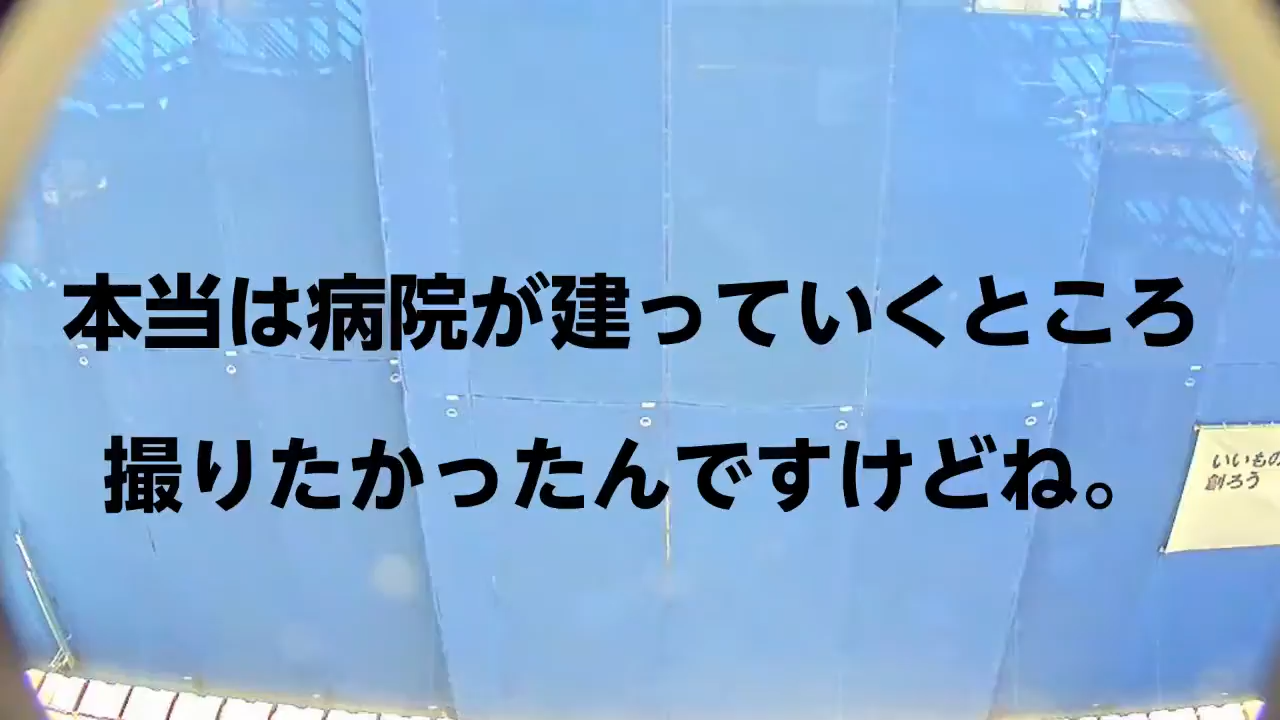 本当は病院が建っていくところ
撮りたかったんですけどね。
いいもの
創ろう